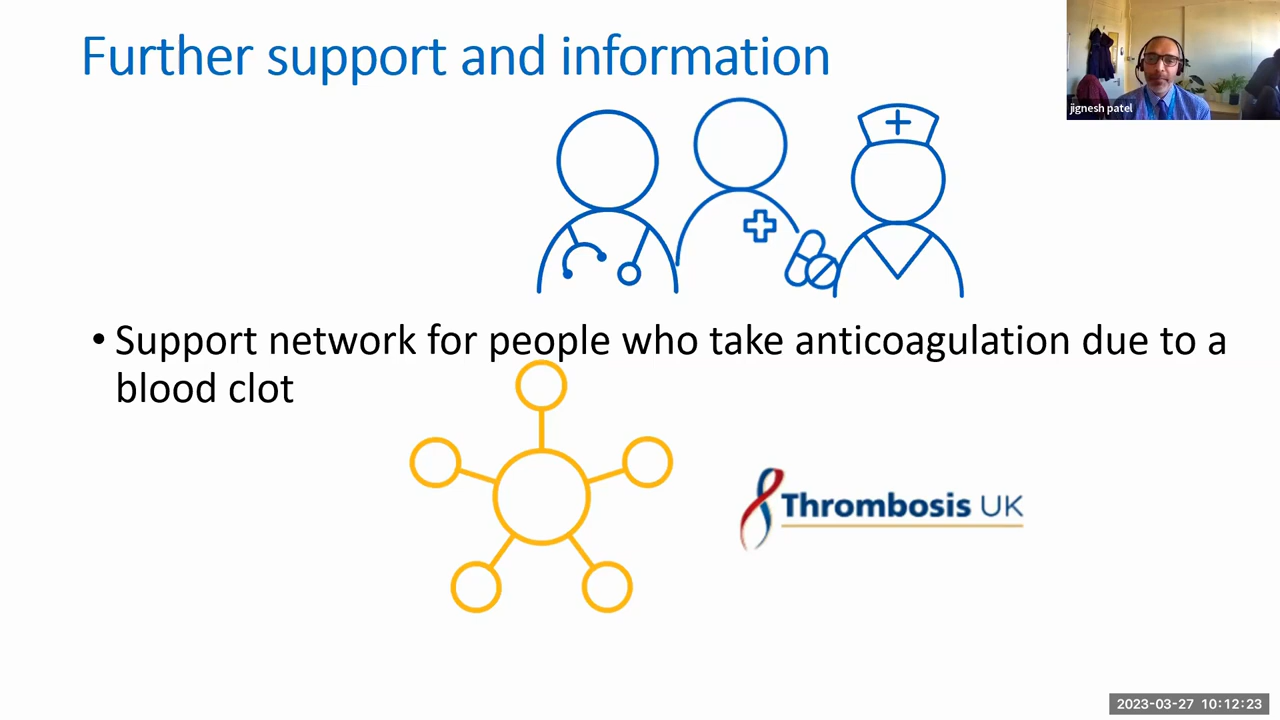 Further support and information
jignesh patel
• Support network for people who take anticoagulation due to a
blood clot
Thrombosis UK
2023-03-27 10:12:23